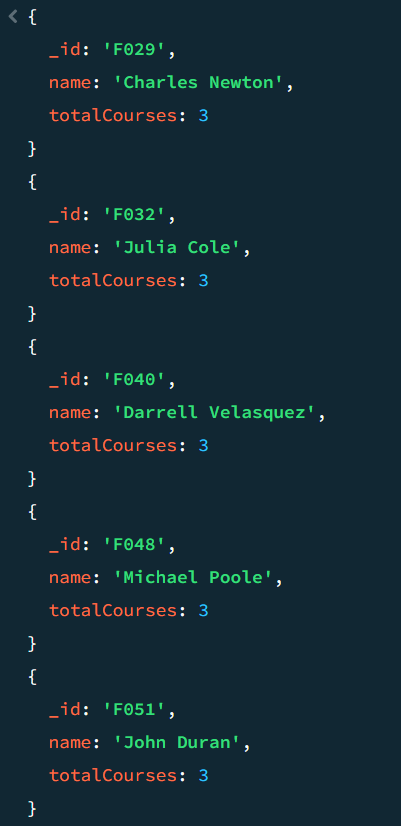 {
_id: 'F029',
name: 'Charles Newton',
totalCourses: 3
}
{
_id: 'F032',
name: 'Julia Cole',
totalCourses: 3
}
{
_id: 'F040',
name: 'Darrell Velasquez',
totalCourses: 3
}
{
_id: 'F048',
name: 'Michael Poole',
totalCourses: 3
}
{
_id: 'F051',
name: 'John Duran',
totalCourses: 3
}